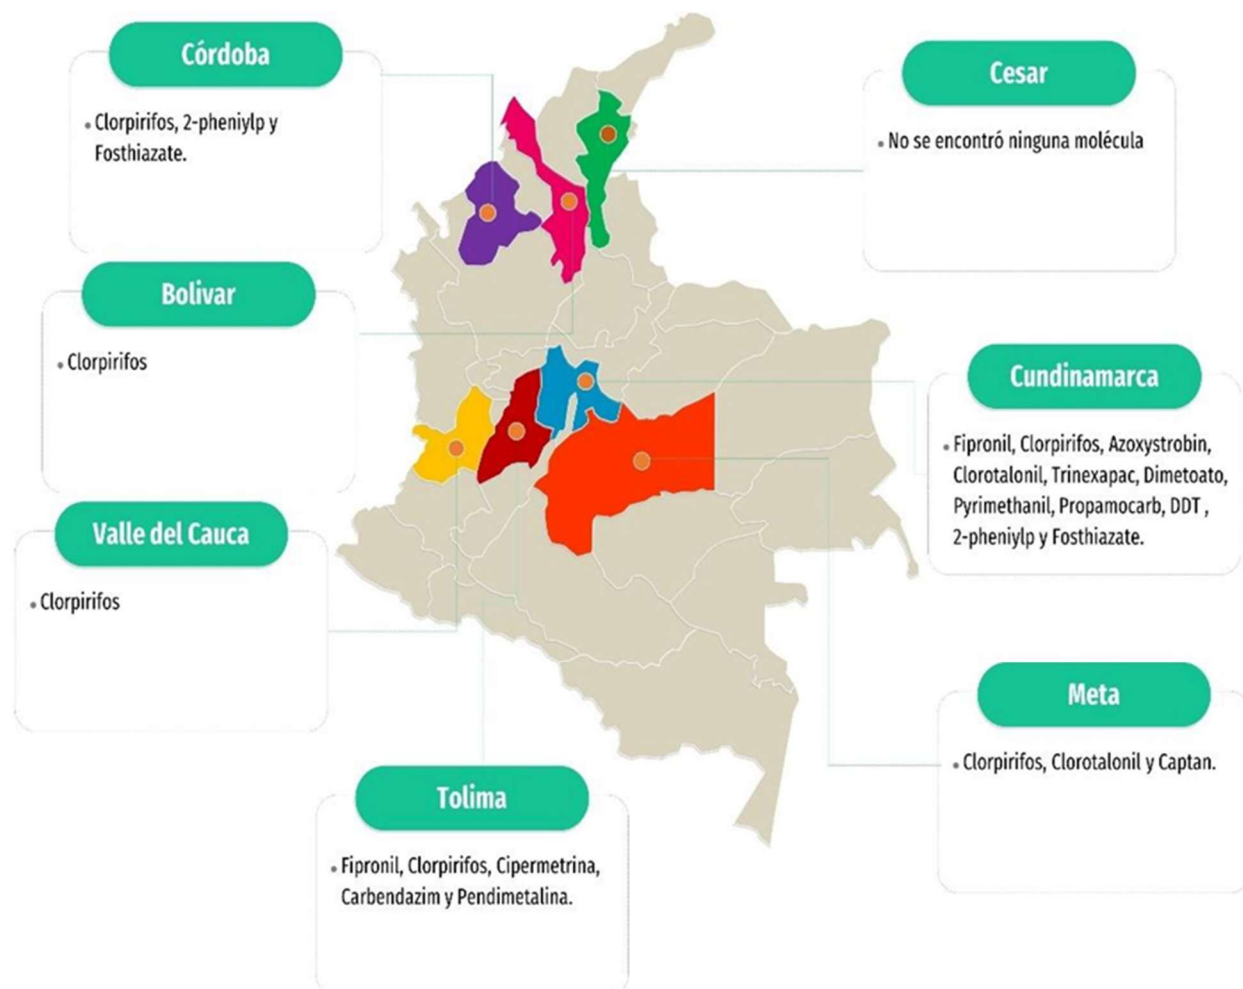 Córdoba
• Clorpirifos, 2-pheniylp y
Fosthiazate.
Cesar
• No se encontró ninguna molécula
Bolivar
• Clorpirifos
Cundinamarca
• Fipronil, Clorpirifos, Azoxystrobin,
Clorotalonil, Trinexapac, Dimetoato,
Pyrimethanil, Propamocarb, DDT ,
2-pheniylp y Fosthiazate.
Valle del Cauca
• Clorpirifos
Meta
• Clorpirifos, Clorotalonil y Captan.
Tolima
• Fipronil, Clorpirifos, Cipermetrina,
Carbendazim y Pendimetalina.